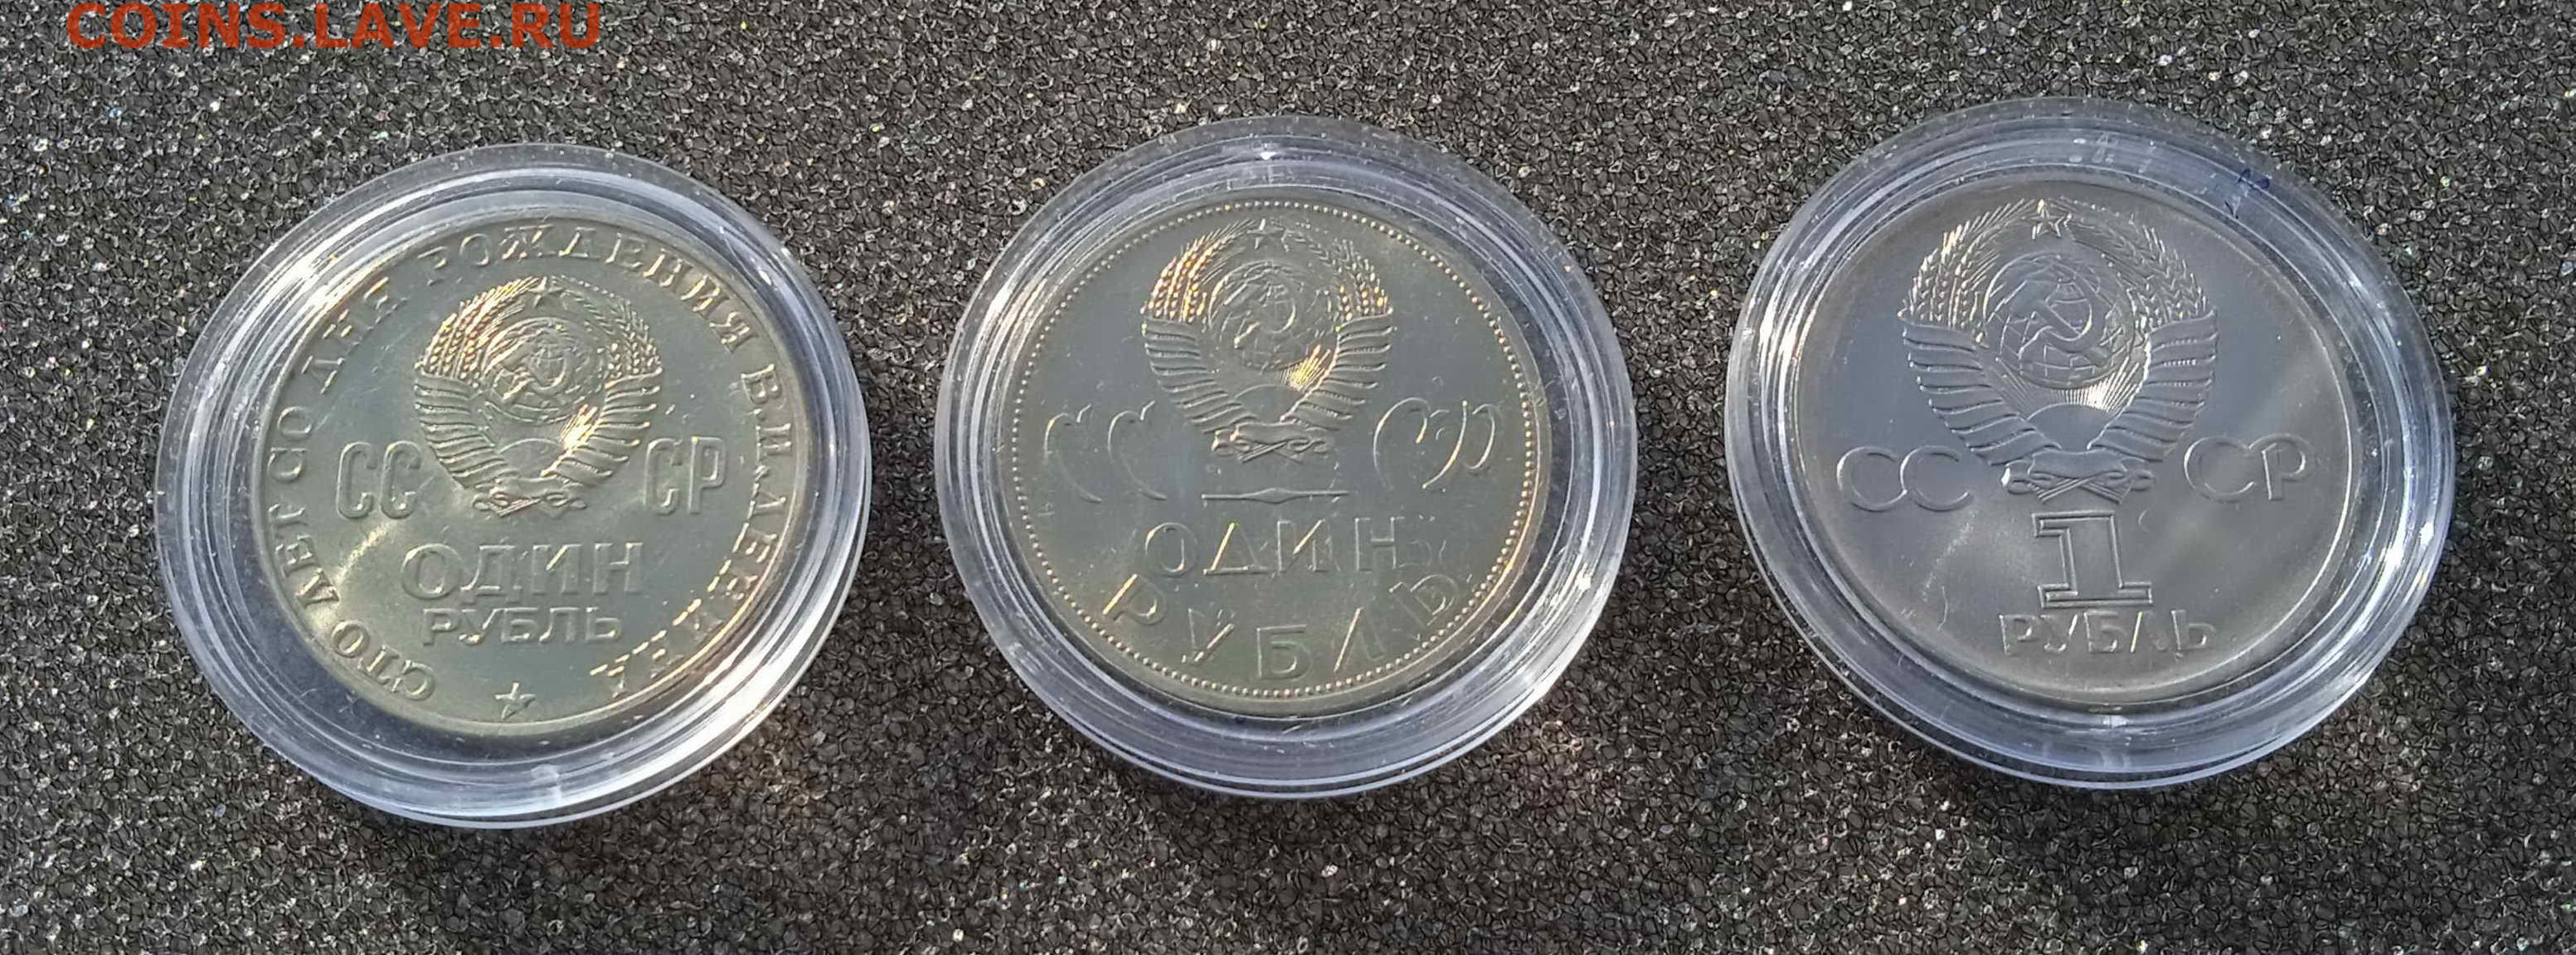 COINS.LAVE.RU
СТО ЛЕТ СО ДНЯ РОЖДЕНИЯ В.И.ЛЕНИНА
СС СР
ОДИН
РУБЛЬ
СС СР
ОДИН
РУБЛЬ
СС СР
1
РУБЛЬ